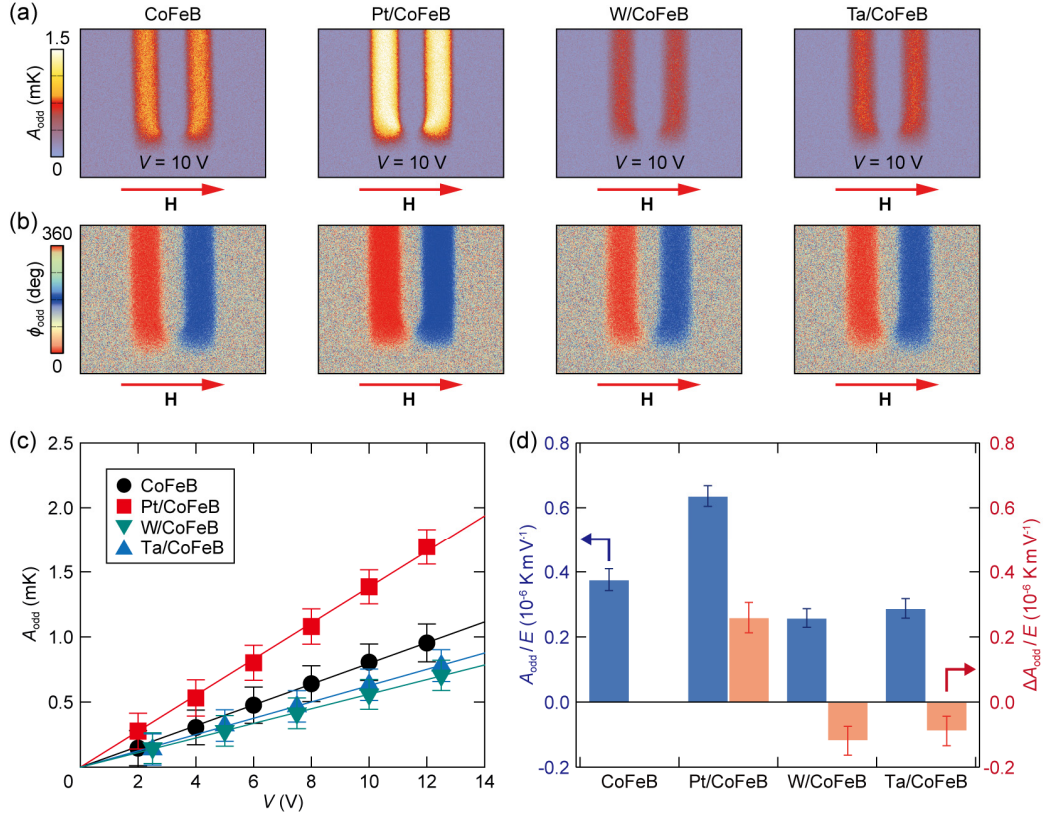 (a)
CoFeB
Pt/CoFeB
W/CoFeB
Ta/CoFeB
1.5
A_odd (mK)
0
V = 10 V
V = 10 V
V = 10 V
V = 10 V
H
H
H
H
(b)
360
ϕ_odd (deg)
0
H
H
H
H
(c)
2.5
2.0
1.5
1.0
0.5
0
A_odd (mK)
CoFeB
Pt/CoFeB
W/CoFeB
Ta/CoFeB
2
4
6
8
10
12
14
V (V)
(d)
0.8
0.6
0.4
0.2
0.0
-0.2
A_odd / E (10⁻⁶ K m V⁻¹)
0.8
0.6
0.4
0.2
0.0
-0.2
ΔA_odd / E (10⁻⁶ K m V⁻¹)
CoFeB
Pt/CoFeB
W/CoFeB
Ta/CoFeB